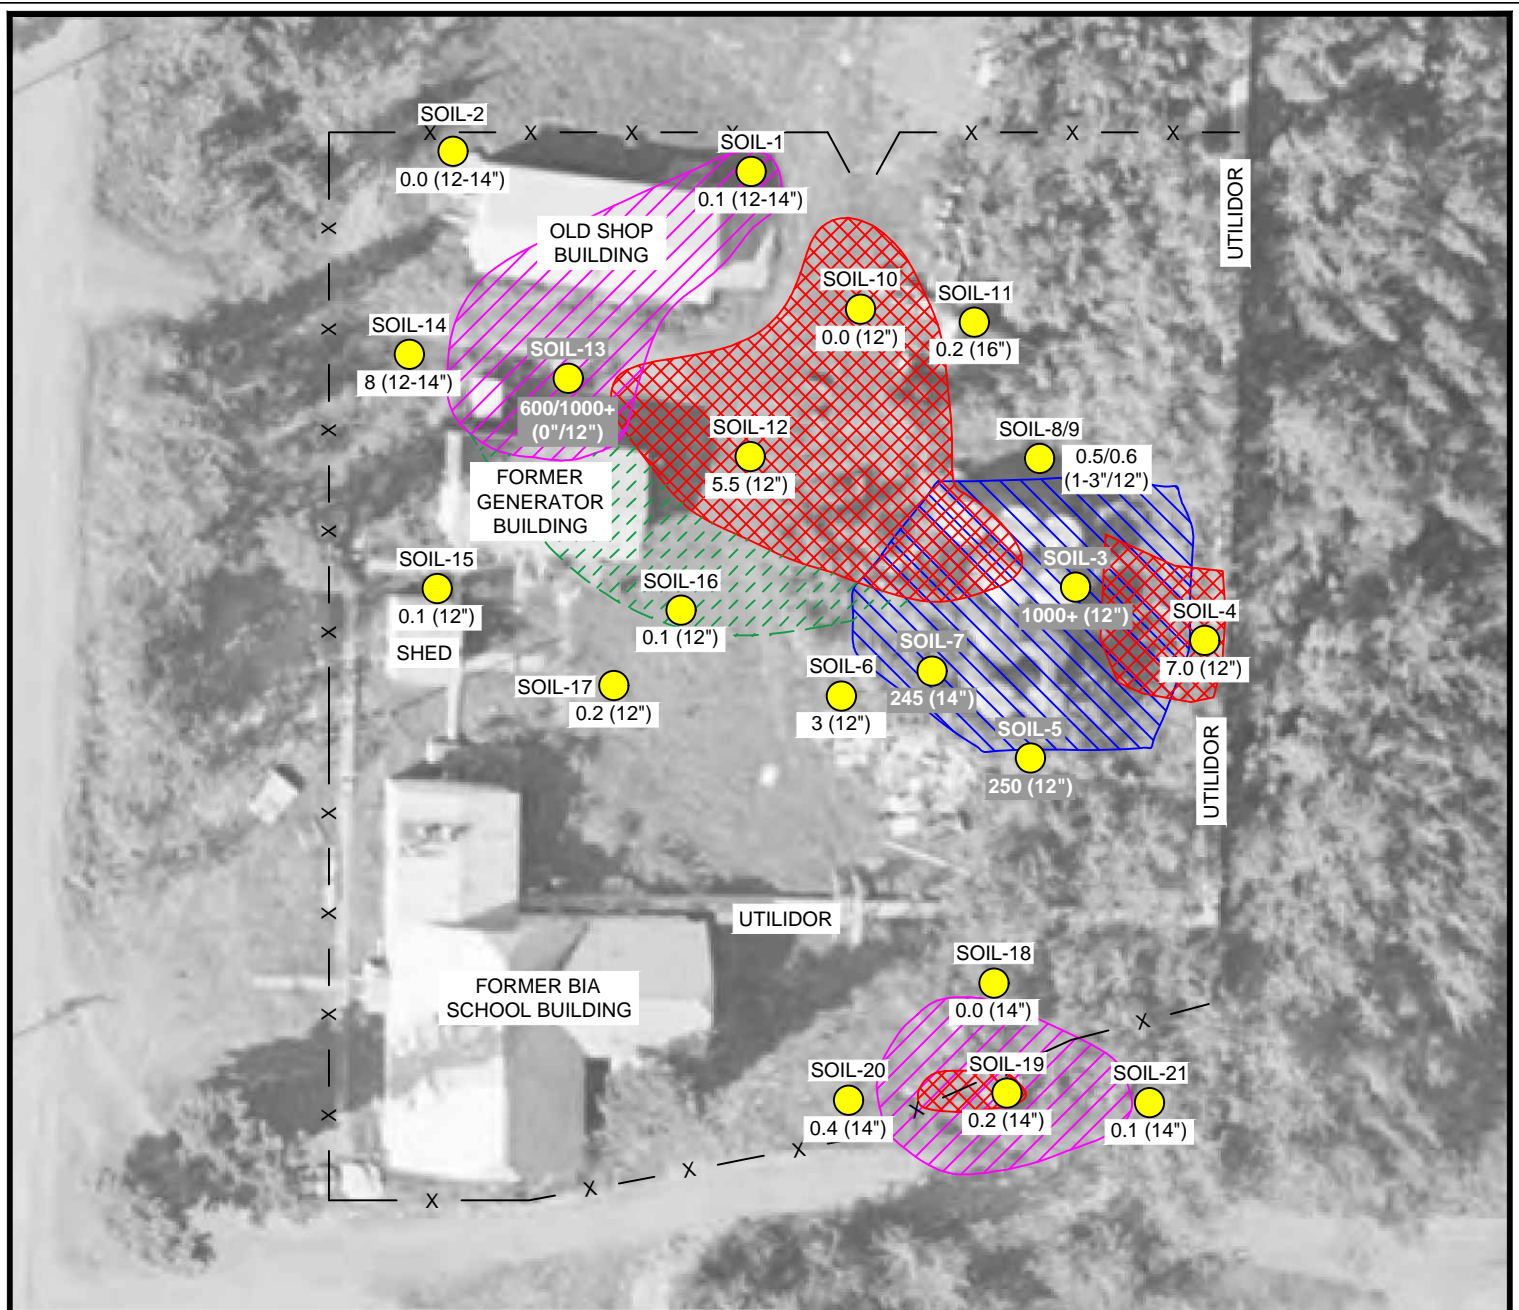 SOIL-2
0.0 (12-14")
SOIL-1
0.1 (12-14")
UTILIDOR
OLD SHOP
BUILDING
SOIL-10
0.0 (12")
SOIL-11
0.2 (16")
SOIL-14
8 (12-14")
SOIL-13
600/1000+
(0"/12")
SOIL-12
5.5 (12")
SOIL-8/9
0.5/0.6
(1-3"/12")
FORMER
GENERATOR
BUILDING
SOIL-15
0.1 (12")
SHED
SOIL-16
0.1 (12")
SOIL-3
1000+ (12")
SOIL-4
7.0 (12")
SOIL-17
0.2 (12")
SOIL-6
3 (12")
SOIL-7
245 (14")
SOIL-5
250 (12")
UTILIDOR
UTILIDOR
FORMER BIA
SCHOOL BUILDING
SOIL-18
0.0 (14")
SOIL-19
0.2 (14")
SOIL-20
0.4 (14")
SOIL-21
0.1 (14")